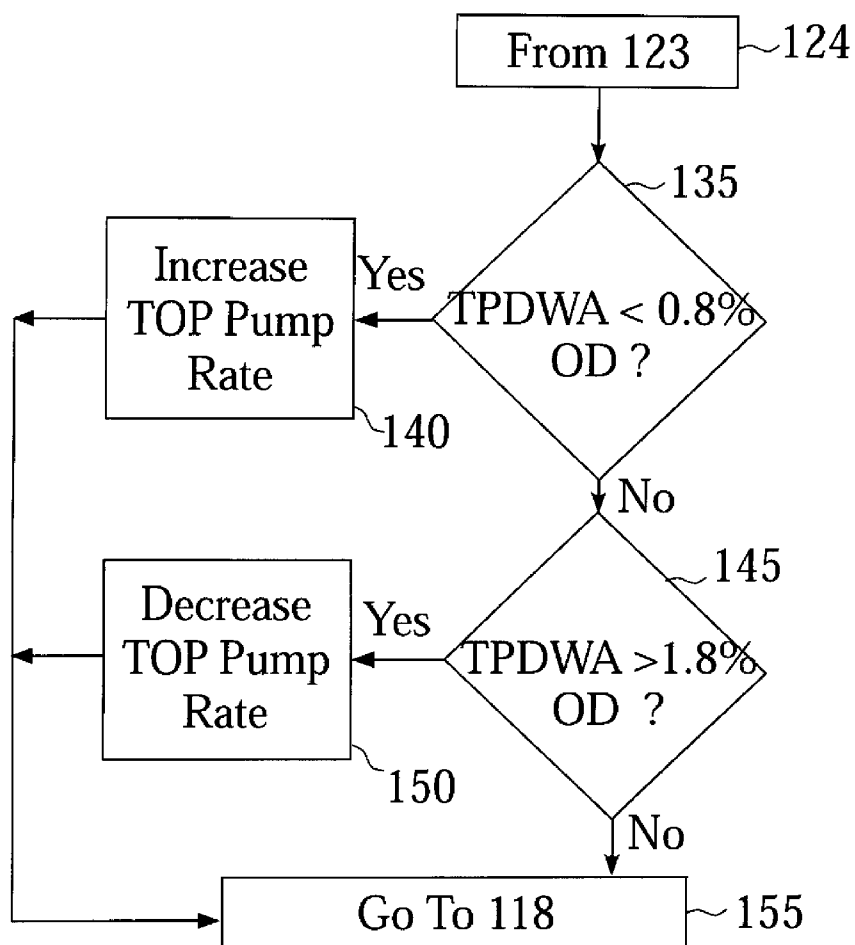 From 123
124
135
Increase
TOP Pump
Rate
Yes
TPDWA < 0.8%
OD ?
140
No
145
Decrease
TOP Pump
Rate
Yes
TPDWA >1.8%
OD ?
150
No
Go To 118
155